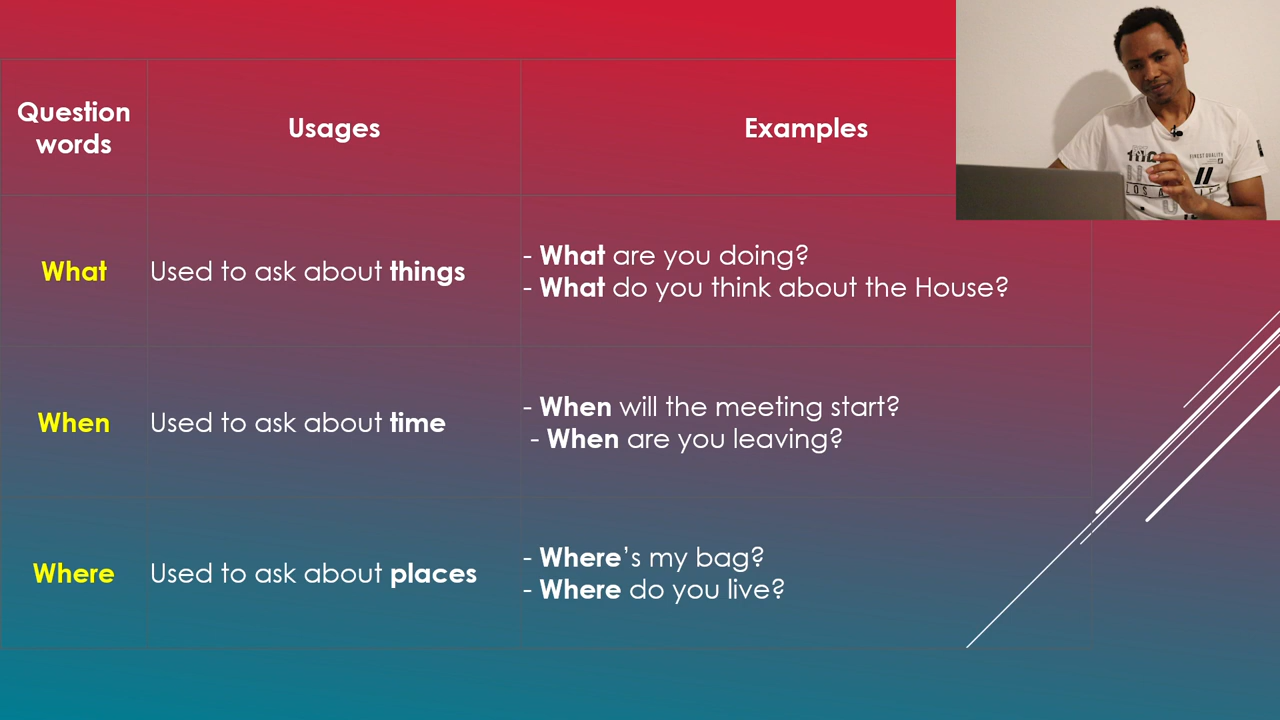 Question
words
Usages
Examples
What
Used to ask about things
- What are you doing?
- What do you think about the House?
When
Used to ask about time
- When will the meeting start?
- When are you leaving?
Where
Used to ask about places
- Where's my bag?
- Where do you live?
FINEST QUALITY